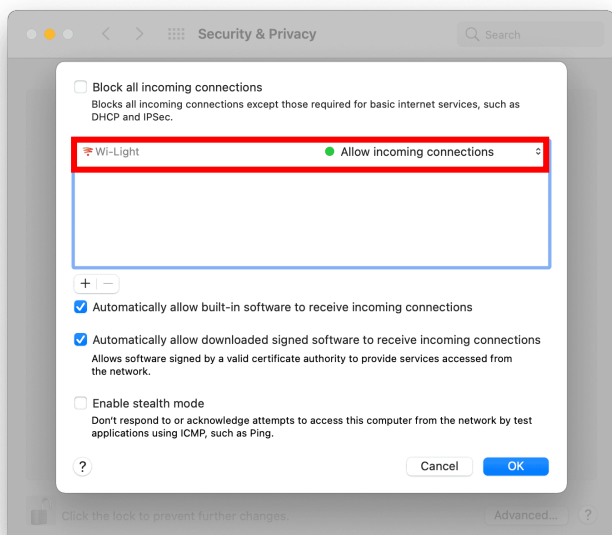 Security & Privacy
Search
Block all incoming connections
Blocks all incoming connections except those required for basic internet services, such as
DHCP and IPSec.
Wi-Light
Allow incoming connections
Automatically allow built-in software to receive incoming connections
Automatically allow downloaded signed software to receive incoming connections
Allows software signed by a valid certificate authority to provide services accessed from
the network.
Enable stealth mode
Don't respond to or acknowledge attempts to access this computer from the network by test
applications using ICMP, such as Ping.
?
Cancel
OK
Click the lock to prevent further changes.
Advanced...
?